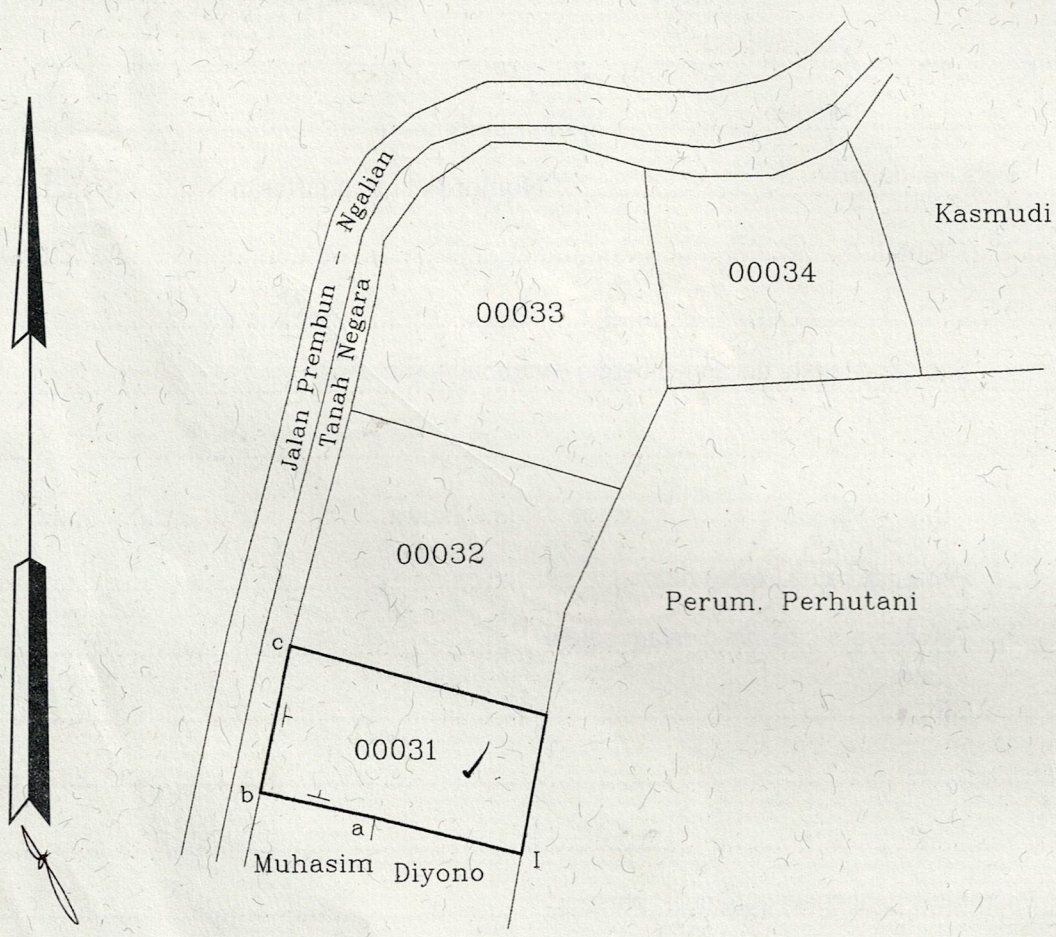 Kasmudi
00034
00033
Jalan Prembun - Ngalian
Tanah Negara
00032
Perum. Perhutani
c
00031
b
a
I
Muhasim
Diyono